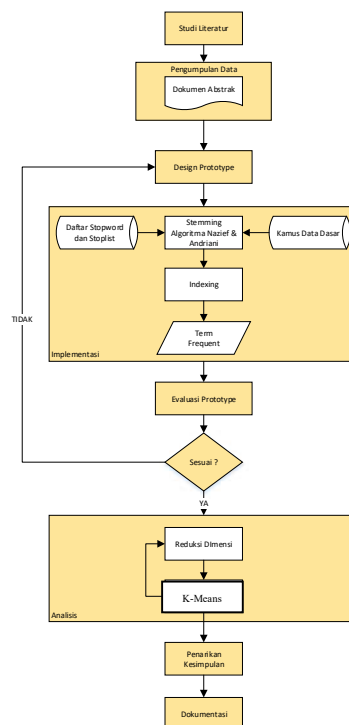 Studi Literatur
Pengumpulan Data
Dokumen Abstrak
Design Prototype
Daftar Stopword
dan Stoplist
Stemming
Algoritma Nazief &
Andriani
Kamus Data Dasar
Indexing
TIDAK
Term
Frequent
Implementasi
Evaluasi Prototype
Sesuai ?
YA
Reduksi DImensi
K-Means
Analisis
Penarikan
Kesimpulan
Dokumentasi